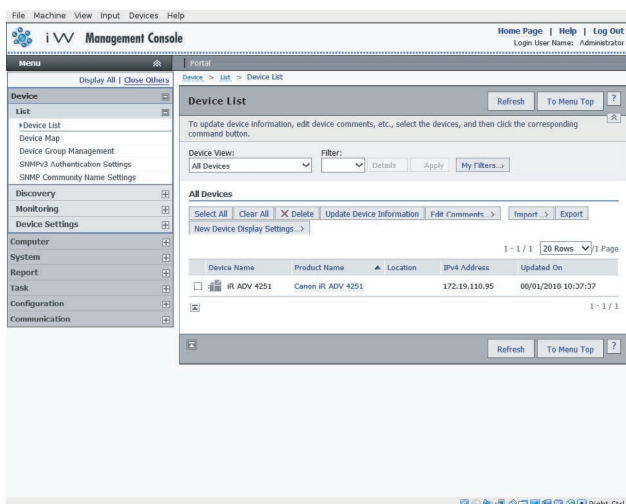 File Machine View Input Devices Help
iW Management Console
Home Page | Help | Log Out
Login User Name: Administrator
Menu
Portal
Display All | Close Others
Device > List > Device List
Device
List
Device List
Device Map
Device Group Management
SNMPv3 Authentication Settings
SNMP Community Name Settings
Discovery
Monitoring
Device Settings
Computer
System
Report
Task
Configuration
Communication
Device List
Refresh
To Menu Top
?
To update device information, edit device comments, etc., select the devices, and then click the corresponding
command button.
Device View:
Filter:
All Devices
Details
Apply
My Filters...>
All Devices
Select All
Clear All
X Delete
Update Device Information
Edit Comments...>
Import...>
Export
New Device Display Settings...>
1 - 1 / 1 20 Rows /1 Page
Device Name Product Name Location IPv4 Address Updated On
iR ADV 4251 Canon iR ADV 4251 172.19.110.95 08/01/2018 10:37:37
1 - 1 / 1
Refresh
To Menu Top
?
Right Ctrl